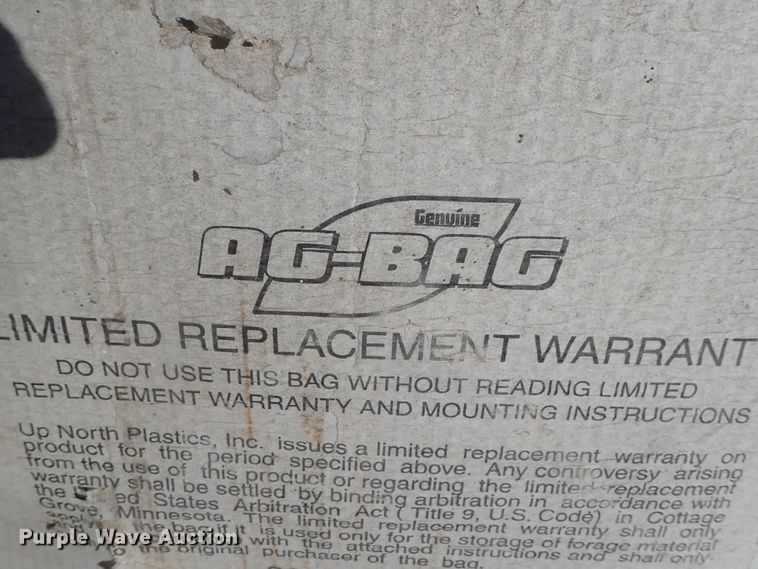 Genuine
AG-BAG
LIMITED REPLACEMENT WARRANT
DO NOT USE THIS BAG WITHOUT READING LIMITED
REPLACEMENT WARRANTY AND MOUNTING INSTRUCTIONS
Up North Plastics, Inc. issues a limited replacement warranty on
product for the period specified above. Any controversy arising
from the use of this product or regarding the limited replacement
warranty shall be settled by binding arbitration in accordance with
the States Arbitration Act ( Title 9, U.S. Code) in Cottage
Grove, Minnesota. The limited replacement warranty shall only
the bag if it is used only for the storage of forage material
with the attached instructions and shall only
to the original purchacer of the bag.
Purple Wave Auction